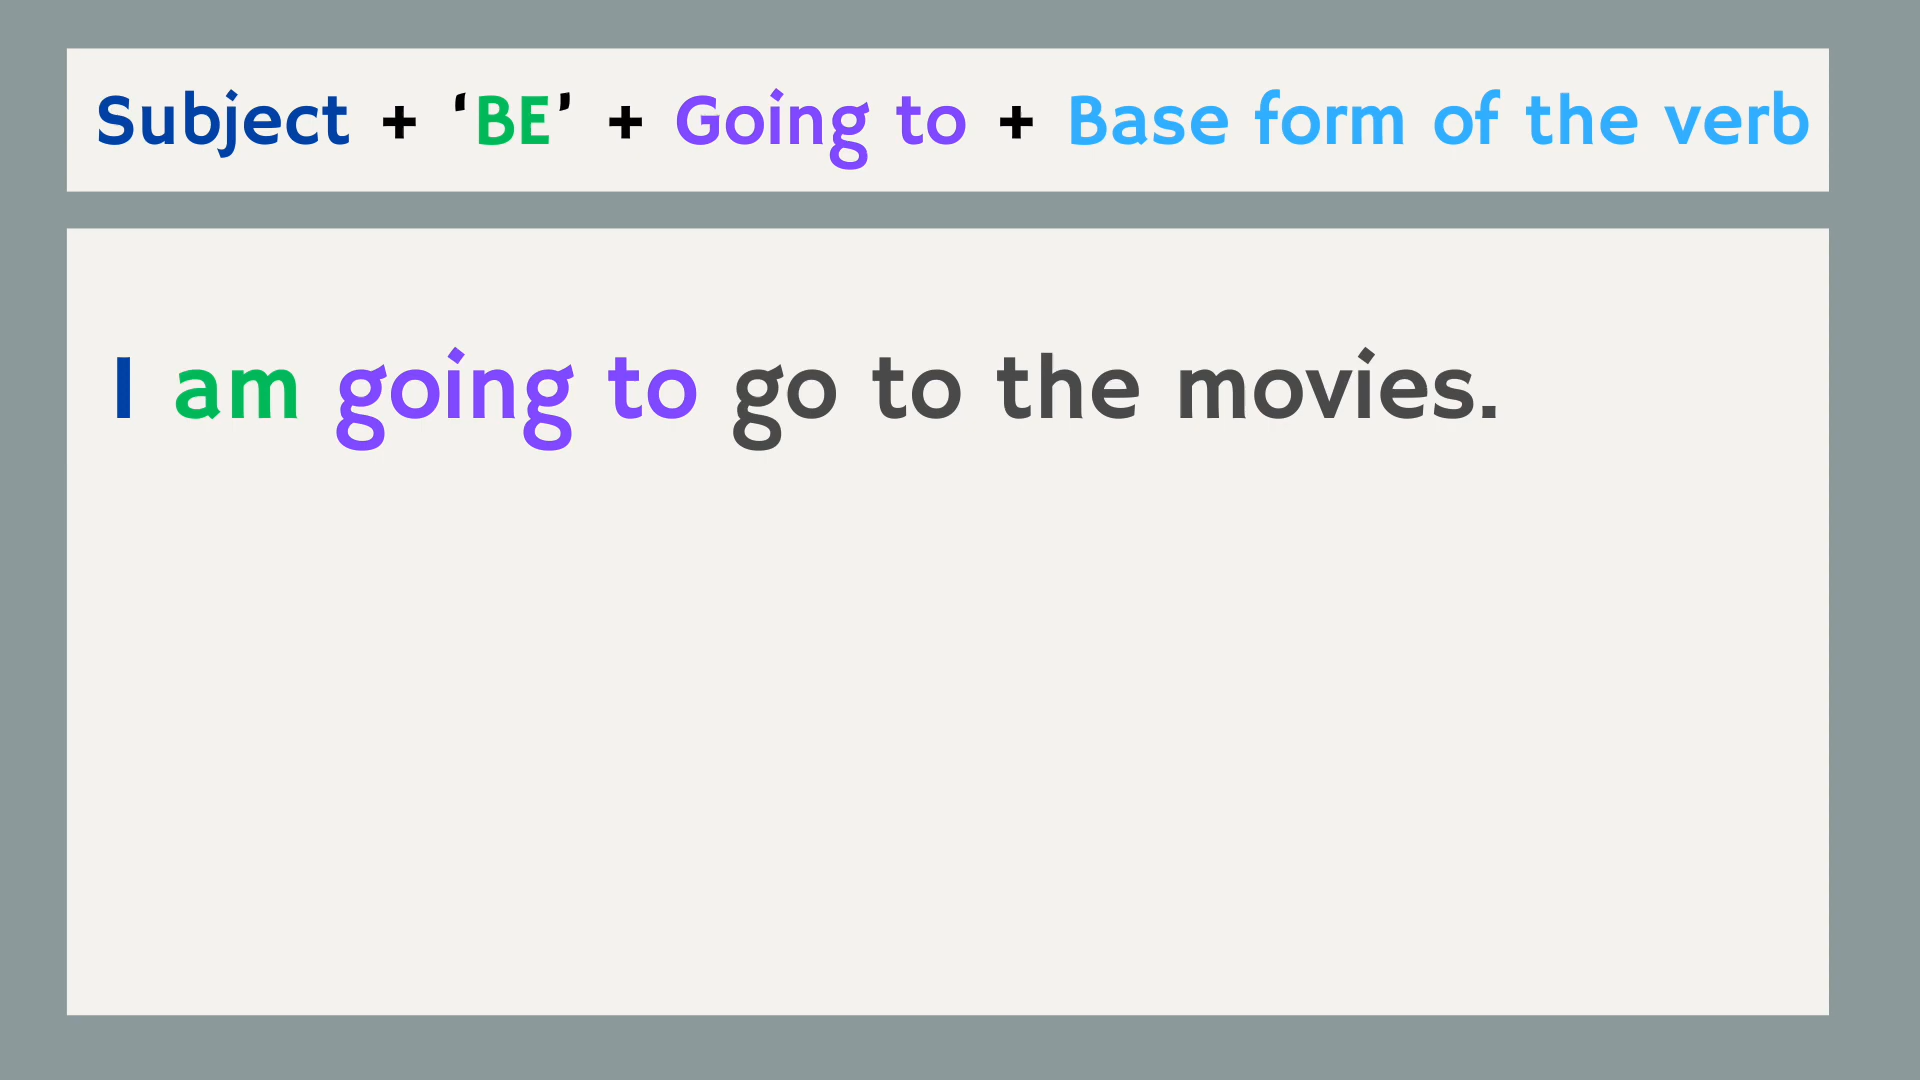 Subject + ‘BE’ + Going to + Base form of the verb
I am going to go to the movies.